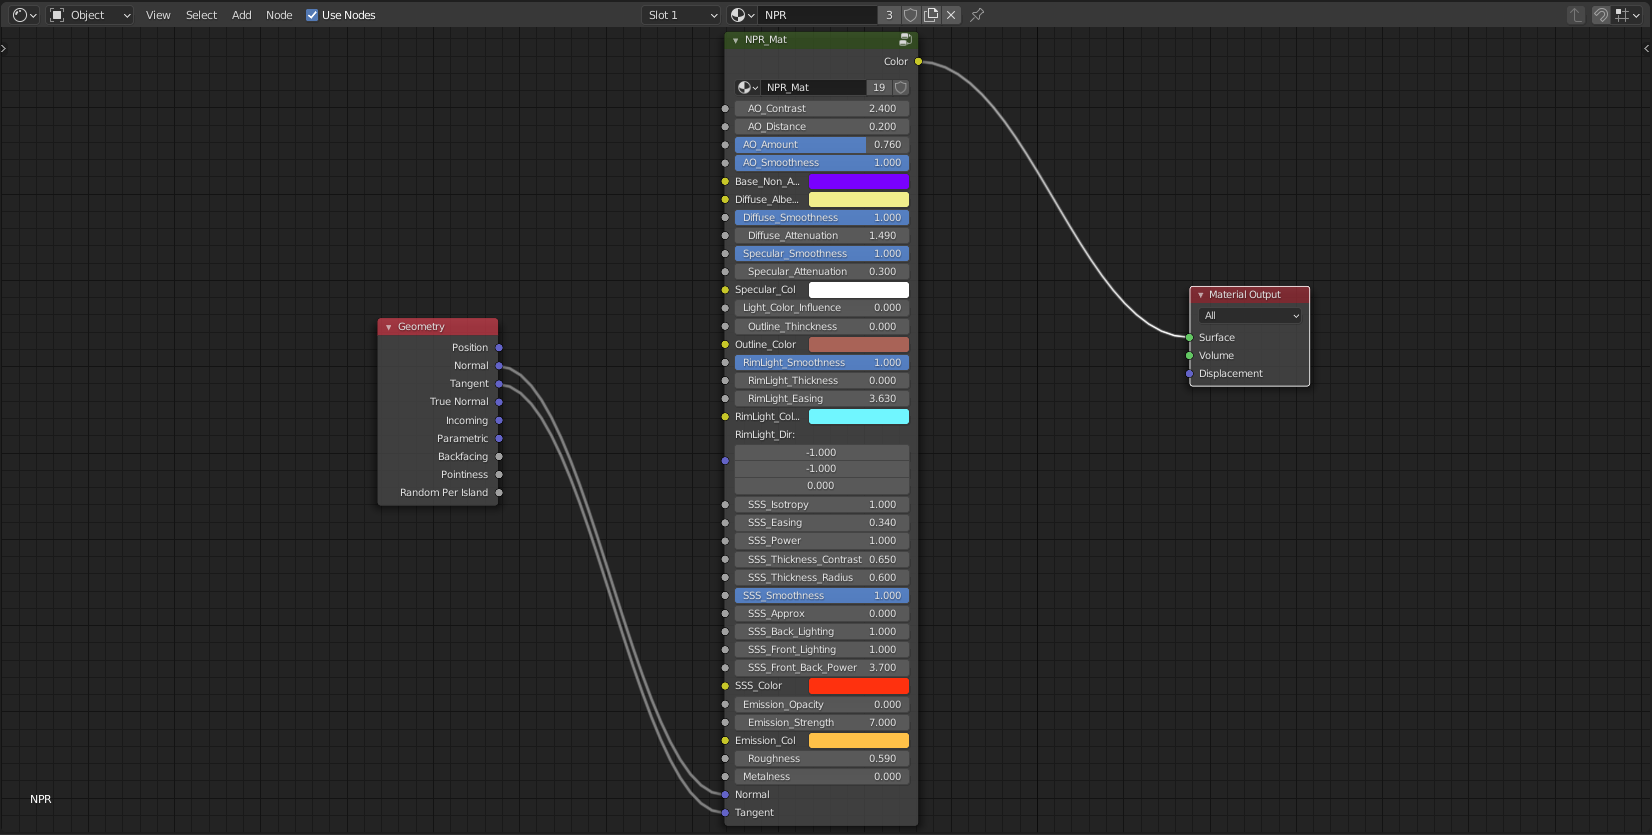 Object View Select Add Node Use Nodes Slot 1 NPR 3
NPR_Mat
Color
NPR_Mat 19
AO_Contrast 2.400
AO_Distance 0.200
AO_Amount 0.760
AO_Smoothness 1.000
Base_Non_A...
Diffuse_Albe...
Diffuse_Smoothness 1.000
Diffuse_Attenuation 1.490
Specular_Smoothness 1.000
Specular_Attenuation 0.300
Specular_Col
Light_Color_Influence 0.000
Outline_Thinckness 0.000
Outline_Color
RimLight_Smoothness 1.000
RimLight_Thickness 0.000
RimLight_Easing 3.630
RimLight_Col...
RimLight_Dir:
-1.000
-1.000
0.000
SSS_Isotropy 1.000
SSS_Easing 0.340
SSS_Power 1.000
SSS_Thickness_Contrast 0.650
SSS_Thickness_Radius 0.600
SSS_Smoothness 1.000
SSS_Approx 0.000
SSS_Back_Lighting 1.000
SSS_Front_Lighting 1.000
SSS_Front_Back_Power 3.700
SSS_Color
Emission_Opacity 0.000
Emission_Strength 7.000
Emission_Col
Roughness 0.590
Metalness 0.000
Normal
Tangent
Geometry
Position
Normal
Tangent
True Normal
Incoming
Parametric
Backfacing
Pointiness
Random Per Island
Material Output
All
Surface
Volume
Displacement
NPR